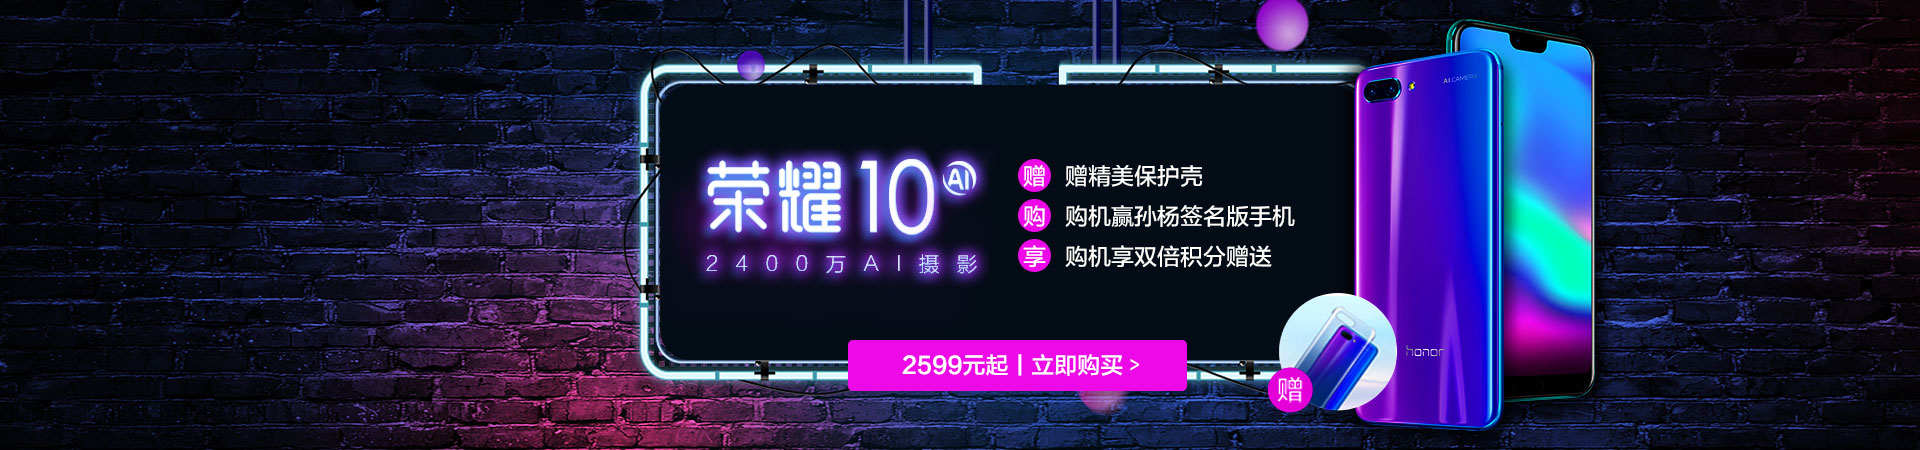 荣耀10 AI
2400万AI摄影
赠 赠精美保护壳
购 购机赢孙杨签名版手机
享 购机享双倍积分赠送
2599元起 | 立即购买 >
赠
AI CAMERA
honor